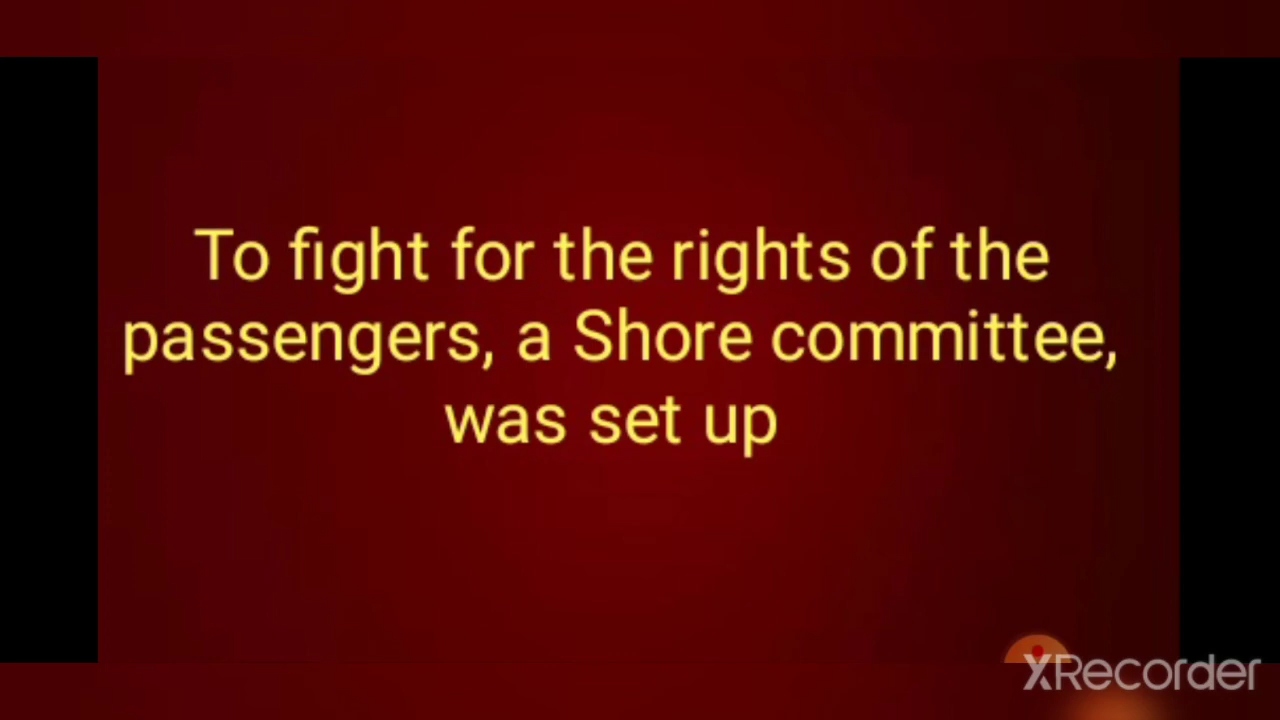 To fight for the rights of the
passengers, a Shore committee,
was set up
XRecorder